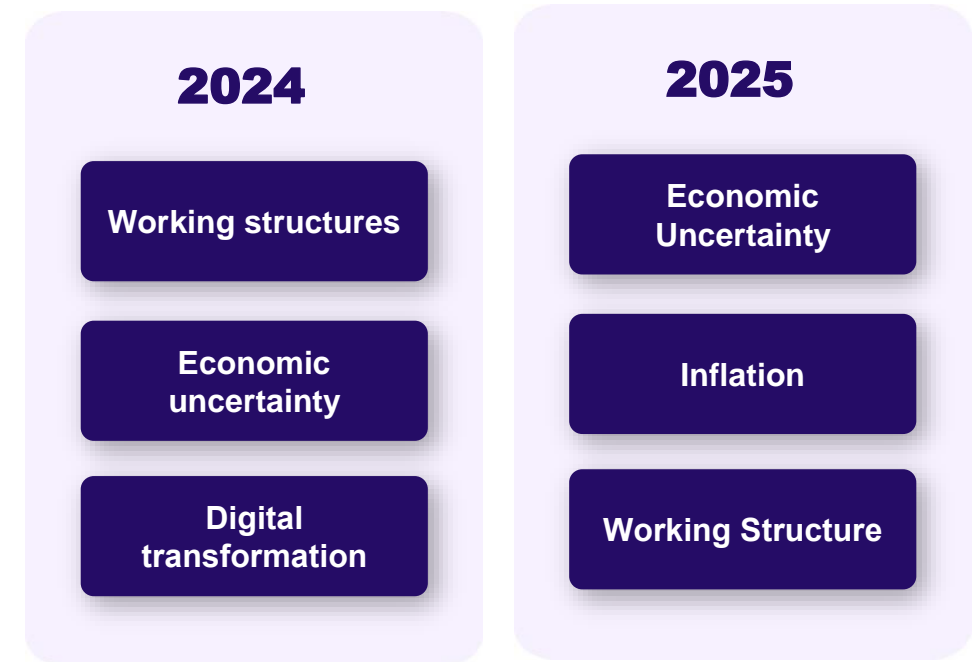 2024
Working structures
Economic
uncertainty
Digital
transformation
2025
Economic
Uncertainty
Inflation
Working Structure